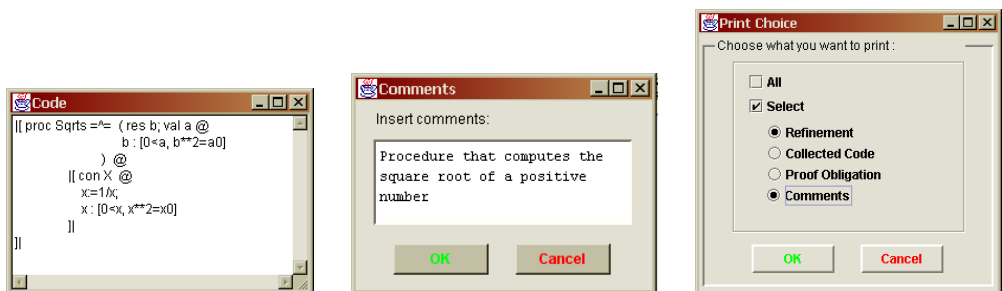 Code
|[ proc Sqrts =^= ( res b; val a @
b : [0<a, b**2=a0]
) @
|[ con X @
x:=1/x;
x : [0<x, x**2=x0]
]|
]|
Comments
Insert comments:
Procedure that computes the
square root of a positive
number
OK Cancel
Print Choice
Choose what you want to print :
All
Select
Refinement
Collected Code
Proof Obligation
Comments
OK Cancel